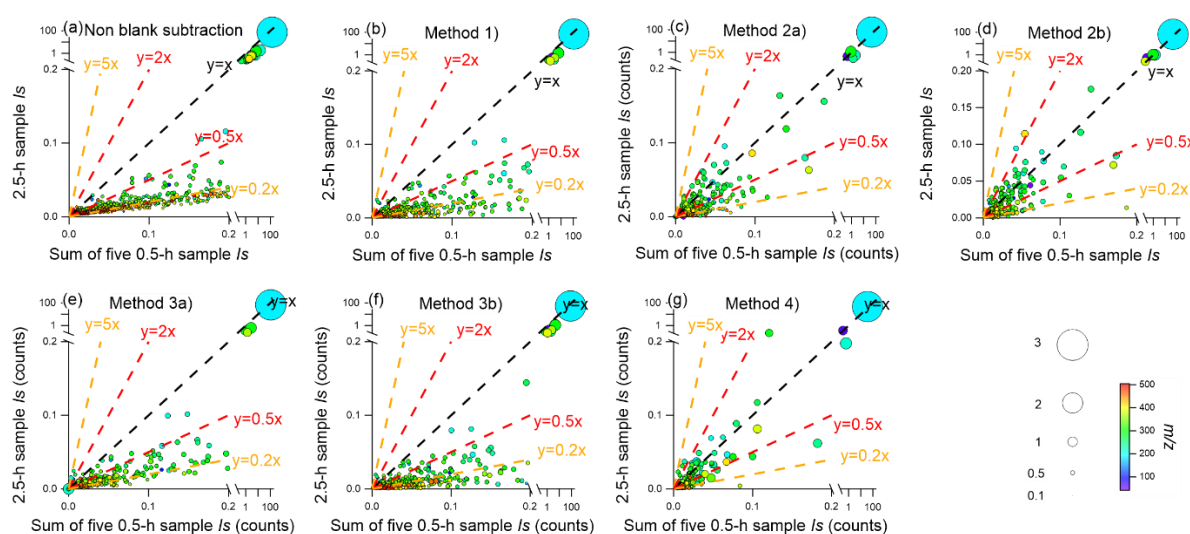 (a) Non blank subtraction
100
1
0.2
0.1
0.0
y=5x
y=2x
y=x
y=0.5x
y=0.2x
2.5-h sample Is
0.0
0.1
0.2
1
100
Sum of five 0.5-h sample Is
(b) Method 1)
100
1
0.2
0.1
0.0
y=5x
y=2x
y=x
y=0.5x
y=0.2x
2.5-h sample Is
0.0
0.1
0.2
1
100
Sum of five 0.5-h sample Is
(c) Method 2a)
100
1
0.2
0.1
0.0
y=5x
y=2x
y=x
y=0.5x
y=0.2x
2.5-h sample Is (counts)
0.0
0.1
0.2
1
100
Sum of five 0.5-h sample Is (counts)
(d) Method 2b)
100
1
0.20
0.15
0.10
0.05
0.00
y=5x
y=2x
y=x
y=0.5x
y=0.2x
2.5-h sample Is
0.0
0.1
0.2
1
100
Sum of five 0.5-h sample Is
(e) Method 3a)
100
1
0.2
0.1
0.0
y=5x
y=2x
y=x
y=0.5x
y=0.2x
2.5-h sample Is (counts)
0.0
0.1
0.2
1
100
Sum of five 0.5-h sample Is (counts)
(f) Method 3b)
100
1
0.2
0.1
0.0
y=5x
y=2x
y=x
y=0.5x
y=0.2x
2.5-h sample Is (counts)
0.0
0.1
0.2
1
100
Sum of five 0.5-h sample Is (counts)
(g) Method 4)
100
1
0.2
0.1
0.0
y=5x
y=2x
y=x
y=0.5x
y=0.2x
2.5-h sample Is (counts)
0.0
0.1
0.2
1
100
Sum of five 0.5-h sample Is (counts)
3
2
1
0.5
0.1
500
400
300
200
100
m/z